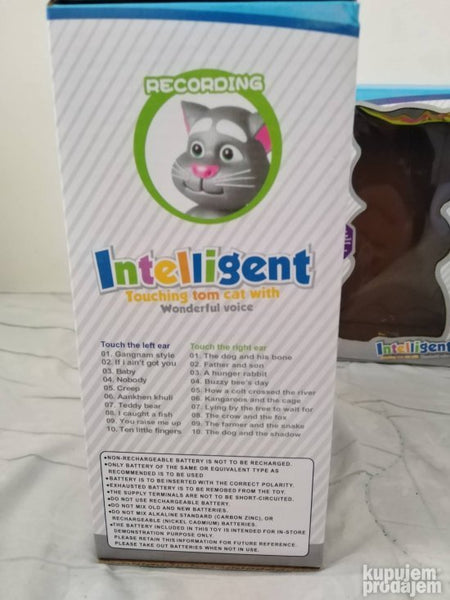 RECORDING
Intelligent
Touching tom cat with
Wonderful voice
Touch the left ear
01. Gangnam style
02. If i ain't got you
03. Baby
04. Nobody
05. Creep
06. Aankhen khuli
07. Teddy bear
08. I caught a fish
09. You raise me up
10. Ten little fingers
Touch the right ear
01. The dog and his bone
02. Father and son
03. A hunger rabbit
04. Buzzy bee's day
05. How a colt crossed the river
06. Kangaroos and the cage
07. Lying by the tree to wait for
08. The crow and the fox
09. The farmer and the snake
10. The dog and the shadow
•NON-RECHARGEABLE BATTERY IS NOT TO BE RECHARGED.
•ONLY BATTERY OF THE SAME OR EQUIVALENT TYPE AS
RECOMMENDED IS TO BE USED
•BATTERY IS TO BE INSERTED WITH THE CORRECT POLARITY.
•EXHAUSTED BATTERY IS TO BE REMOBED FROM THE TOY.
•THE SUPPLY TERMINALS ARE NOT TO BE SHORT-CIRCUITED.
•DO NOT USE RECHARGEABLE BATTERY.
•DO NOT MIX OLD AND NEW BATTERIES.
•DO NOT MIX ALKALINE STANDARD (CARBON ZINC), OR
RECHARGEABLE (NICKEL CADMIUM) BATTERIES.
•THE BATTERY INCLUDED IN THIS TOY IS INTENDED FOR IN-STORE
DEMONSTRATION PURPOSE ONLY.
PLEASE RETAIN THIS INFORMATION FOR FUTURE REFERENCE.
PLEASE TAKE OUT BATTERIES WHEN NOT IN USE.
Intelligent
kupujem
prodajem